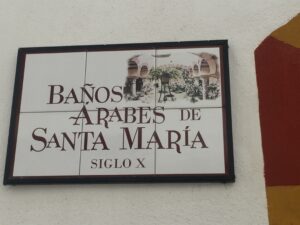 BAÑOS
ÁRABES DE
SANTA MARÍA
SIGLO X